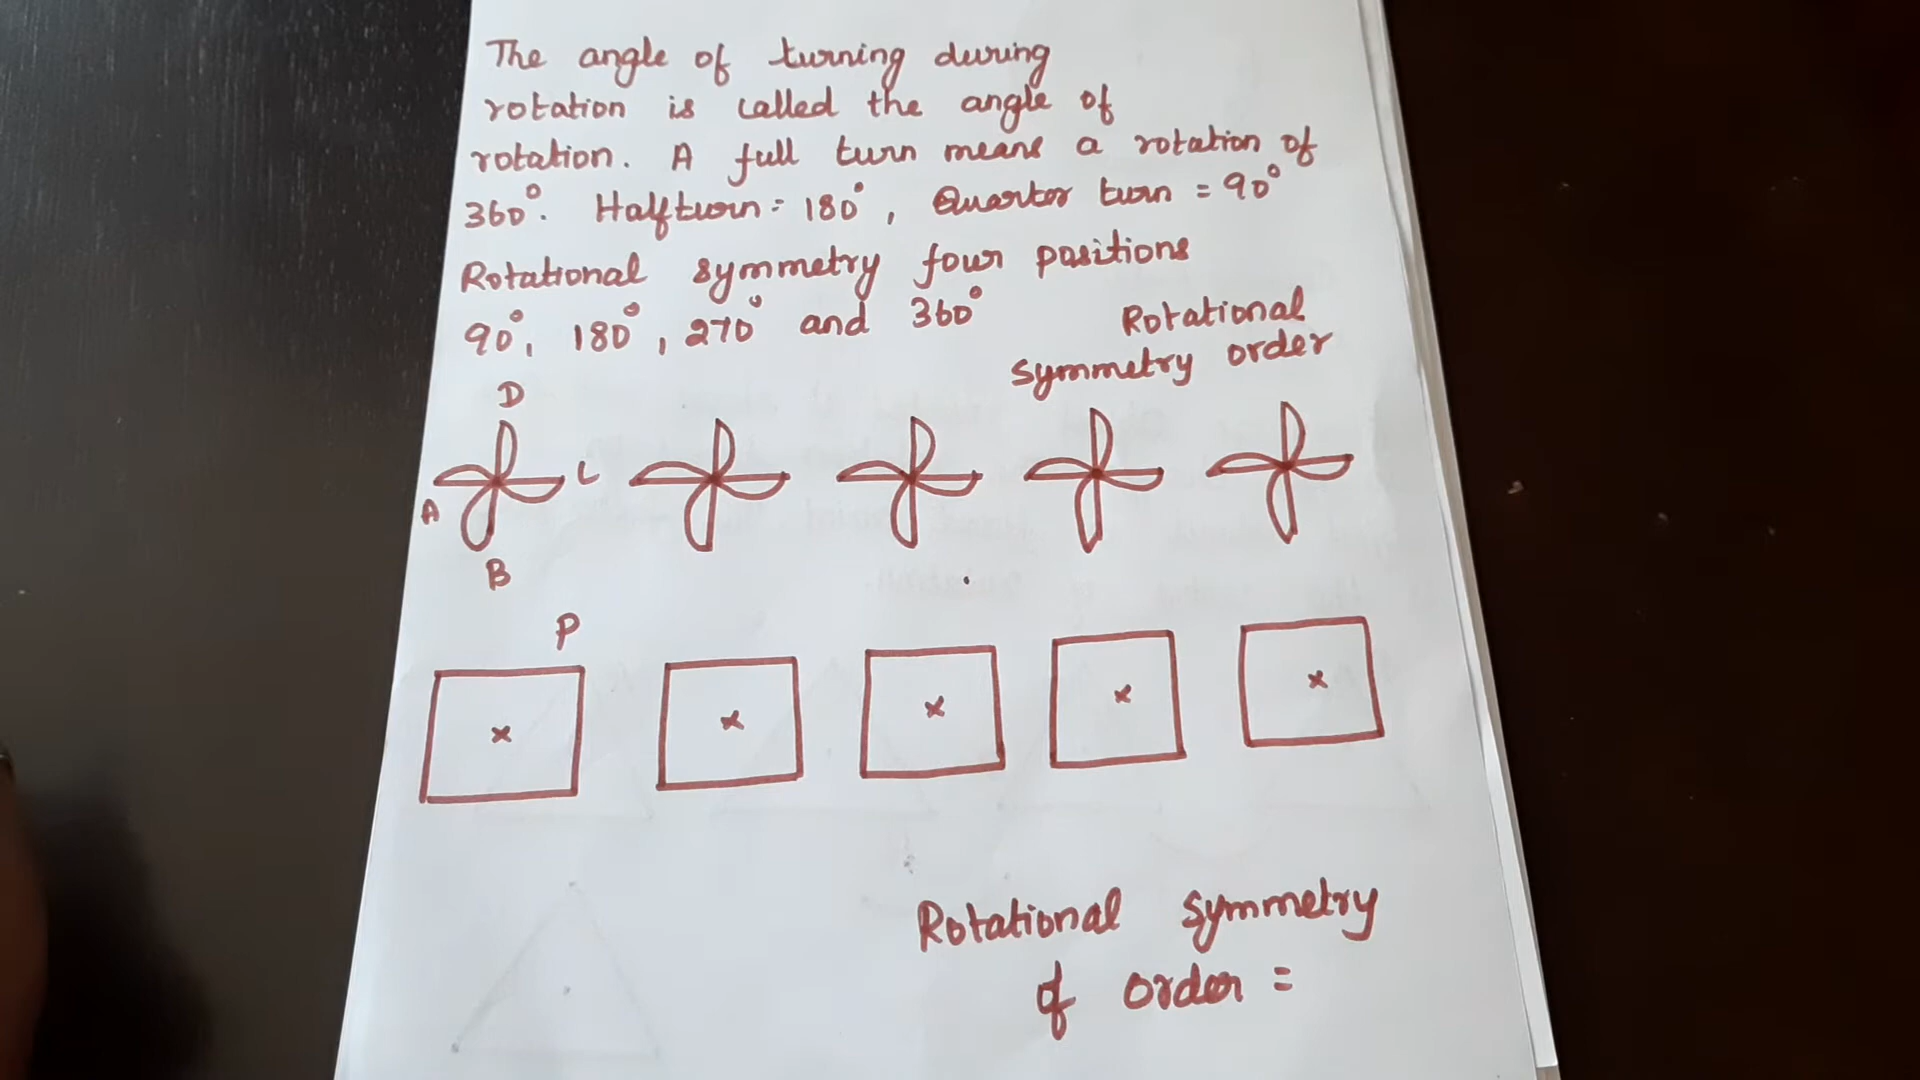 The angle of turning during
rotation is called the angle of
rotation. A full turn means a rotation of
360°. Halfturn = 180°, Quarter turn = 90°
Rotational symmetry four positions
90°, 180°, 270° and 360°
Rotational
symmetry order
D
A
C
B
P
x x x x x
Rotational symmetry
of order =